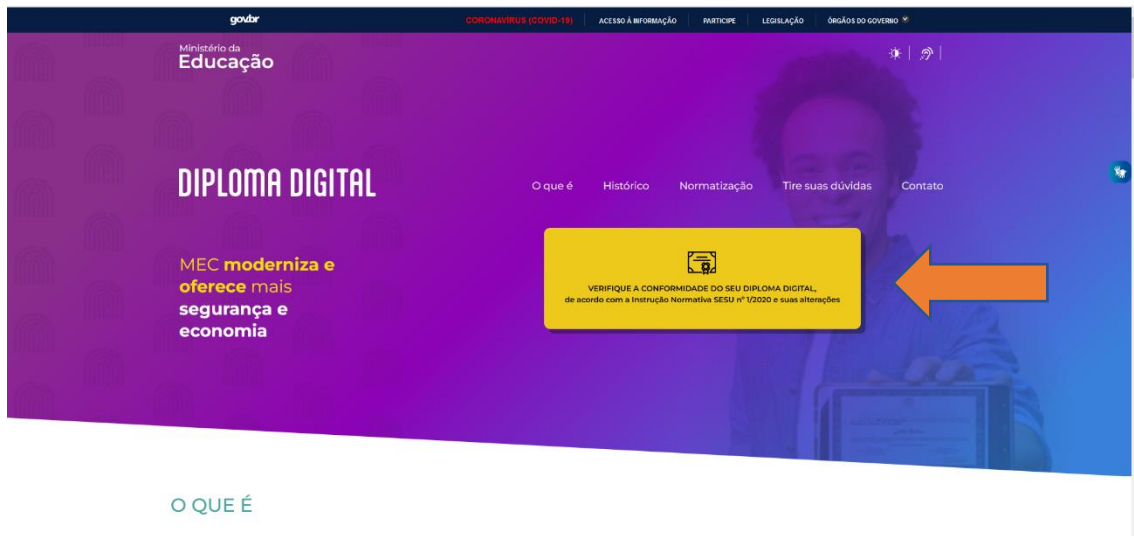 govbr
CORONAVÍRUS (COVID-19)
ACESSO À INFORMAÇÃO
PARTICIPE
LEGISLAÇÃO
ÓRGÃOS DO GOVERNO
Ministério da
Educação
DIPLOMA DIGITAL
O que é
Histórico
Normatização
Tire suas dúvidas
Contato
MEC moderniza e
oferece mais
segurança e
economia
VERIFIQUE A CONFORMIDADE DO SEU DIPLOMA DIGITAL,
de acordo com a Instrução Normativa SESU nº 1/2020 e suas alterações
O QUE É